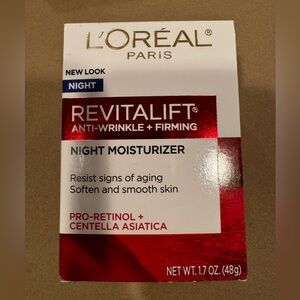 L'ORÉAL®
PARIS
NEW LOOK
NIGHT
REVITALIFT®
ANTI-WRINKLE + FIRMING
NIGHT MOISTURIZER
Resist signs of aging
Soften and smooth skin
PRO-RETINOL +
CENTELLA ASIATICA
NET WT. 1.7 OZ. (48g)